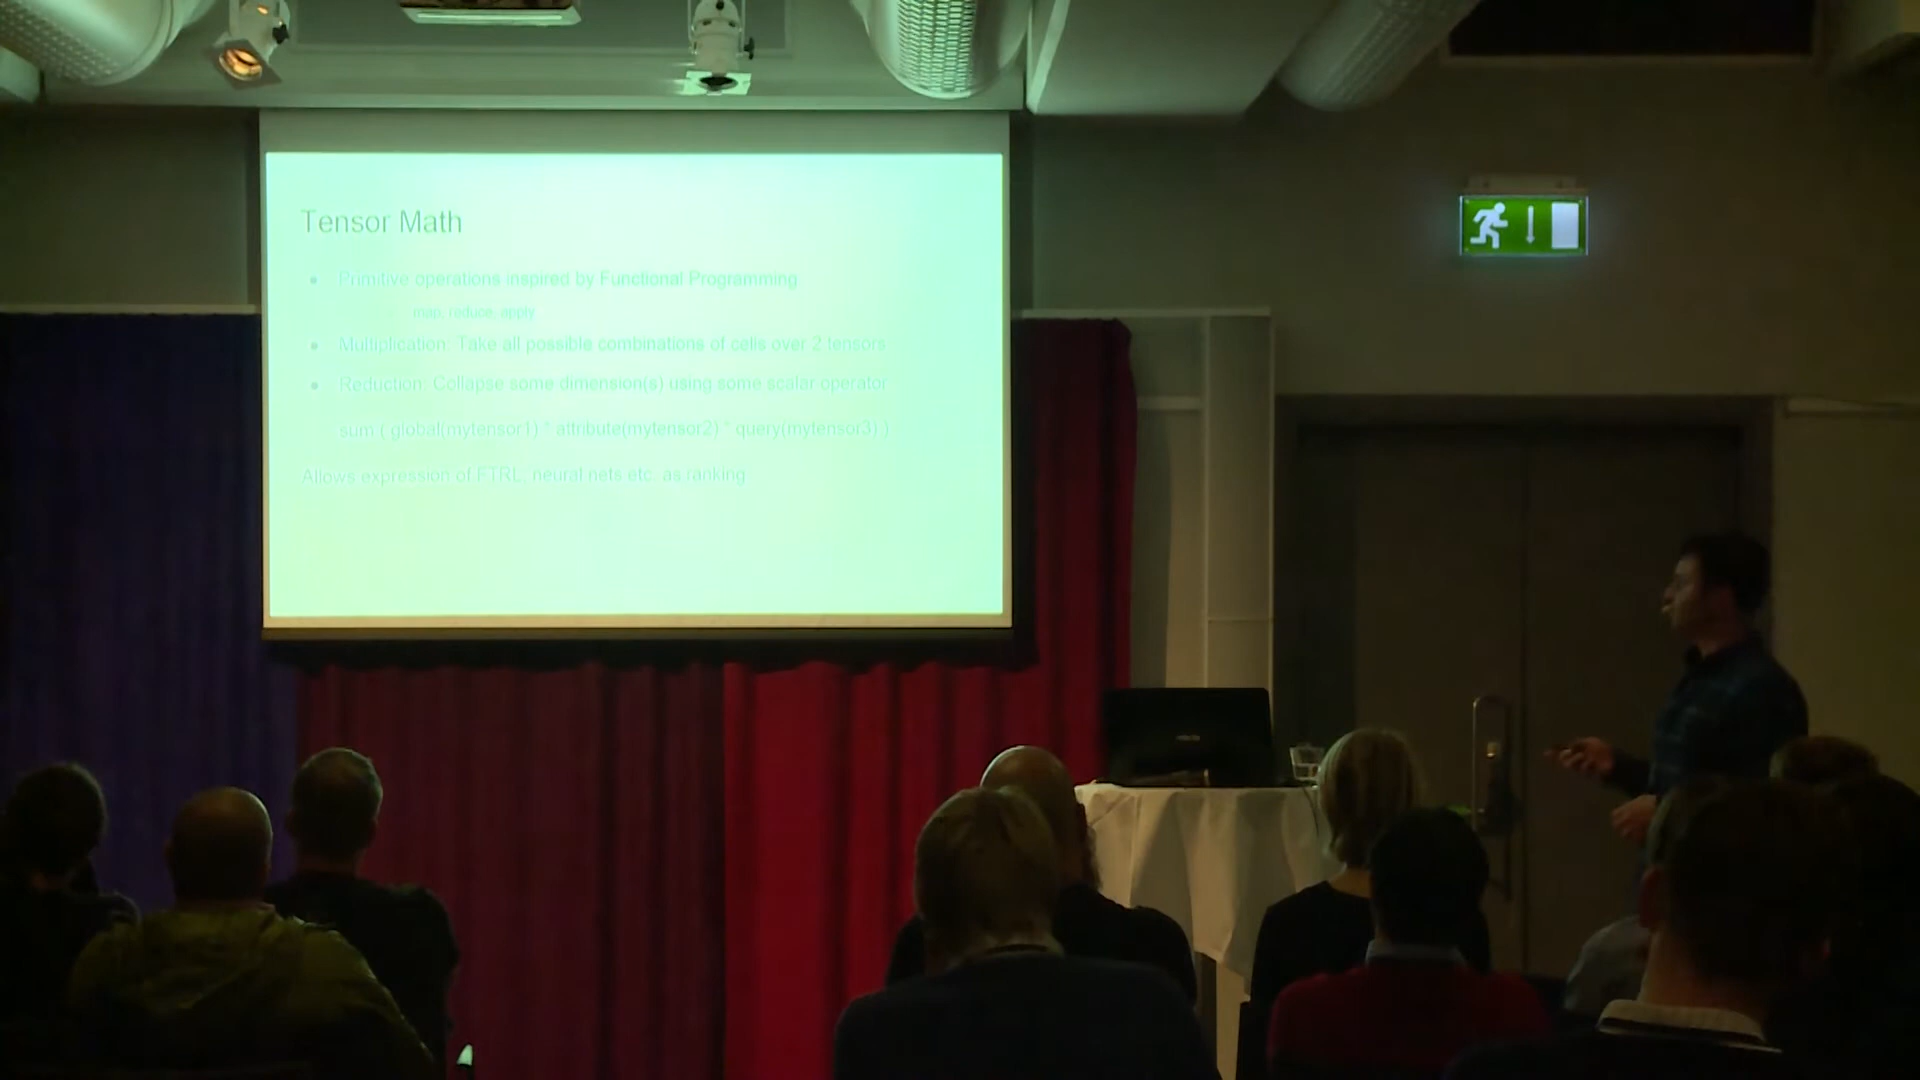 Tensor Math
Primitive operations inspired by Functional Programming
map, reduce, apply
Multiplication: Take all possible combinations of cells over 2 tensors
Reduction: Collapse some dimension(s) using some scalar operator
sum ( global(mytensor1) * attribute(mytensor2) * query(mytensor3) )
Allows expression of FTRL, neural nets etc. as ranking